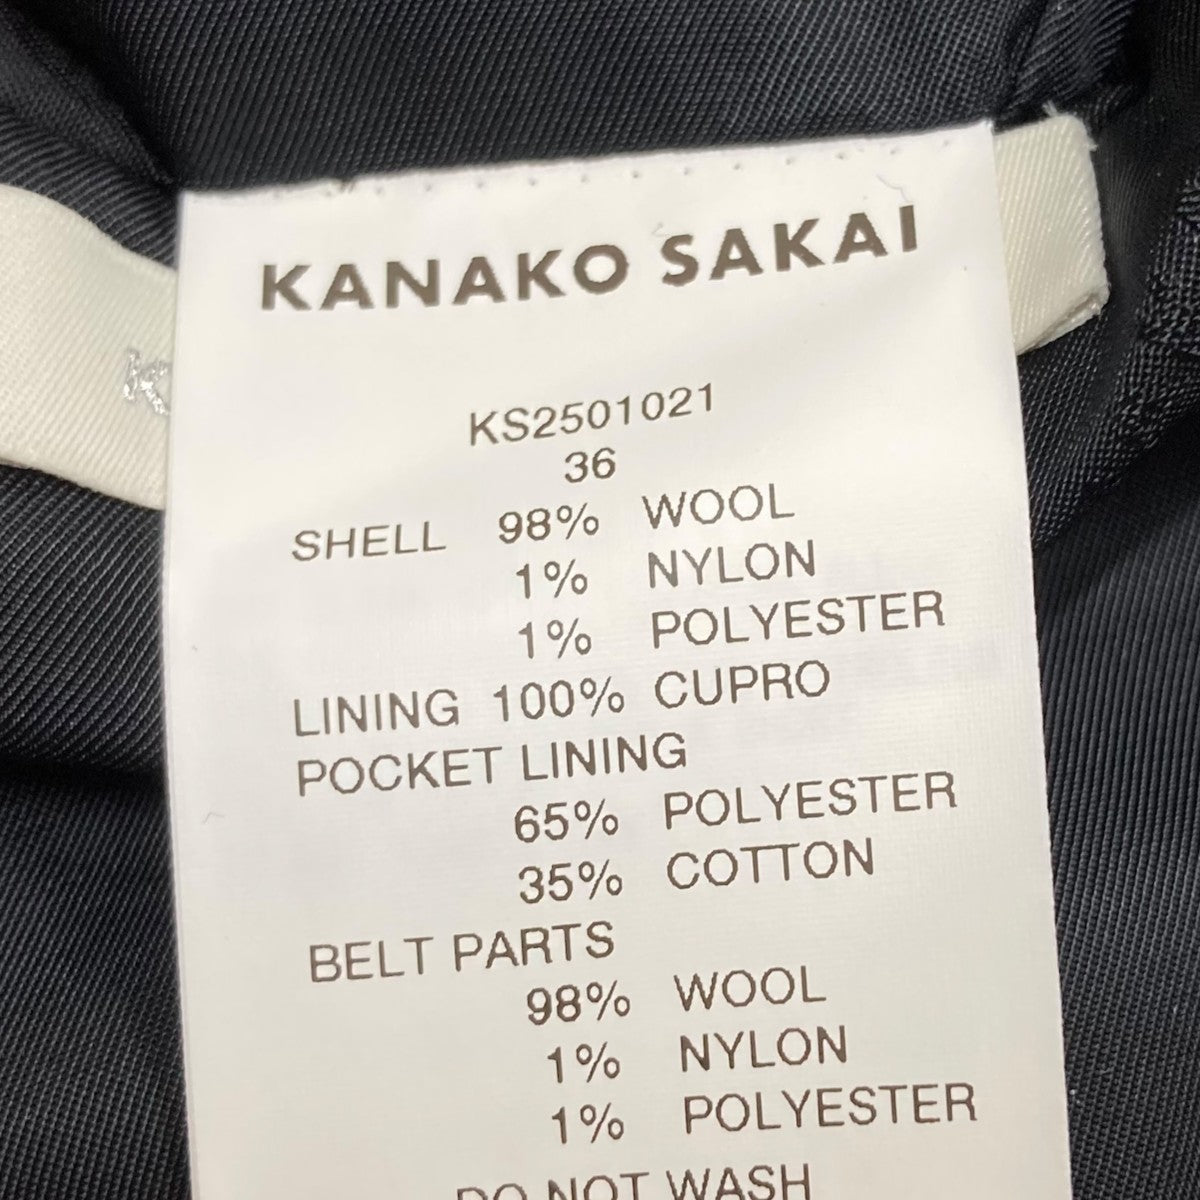 KANAKO SAKAI
KS2501021
36
SHELL 98% WOOL
1% NYLON
1% POLYESTER
LINING 100% CUPRO
POCKET LINING
65% POLYESTER
35% COTTON
BELT PARTS
98% WOOL
1% NYLON
1% POLYESTER
DO NOT WASH
K